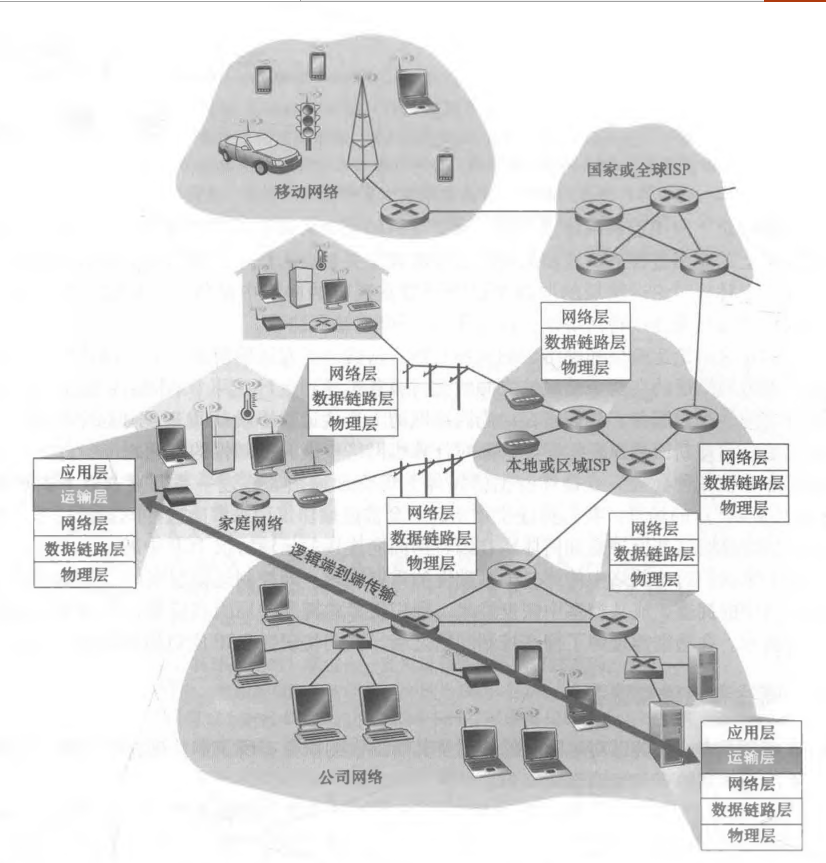 移动网络
国家或全球ISP
网络层
数据链路层
物理层
网络层
数据链路层
物理层
本地或区域ISP
网络层
数据链路层
物理层
应用层
运输层
网络层
数据链路层
物理层
家庭网络
网络层
数据链路层
物理层
网络层
数据链路层
物理层
逻辑端到端传输
公司网络
应用层
运输层
网络层
数据链路层
物理层